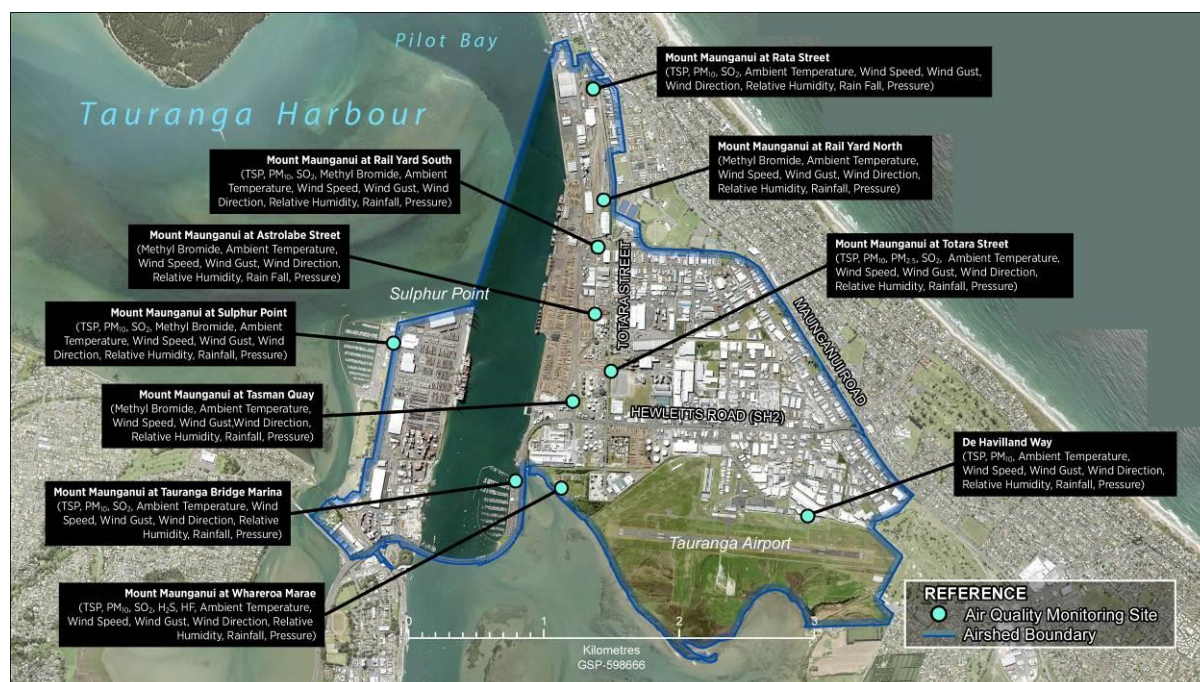 Pilot Bay
Tauranga Harbour
Mount Maunganui at Rata Street
(TSP, PM₁₀, SO₂, Ambient Temperature, Wind Speed, Wind Gust,
Wind Direction, Relative Humidity, Rain Fall, Pressure)
Mount Maunganui at Rail Yard South
(TSP, PM₁₀, SO₂, Methyl Bromide, Ambient
Temperature, Wind Speed, Wind Gust, Wind
Direction, Relative Humidity, Rainfall, Pressure)
Mount Maunganui at Rail Yard North
(Methyl Bromide, Ambient Temperature,
Wind Speed, Wind Gust, Wind Direction,
Relative Humidity, Rainfall, Pressure)
Mount Maunganui at Astrolabe Street
(Methyl Bromide, Ambient Temperature,
Wind Speed, Wind Gust, Wind Direction,
Relative Humidity, Rain Fall, Pressure)
Mount Maunganui at Totara Street
(TSP, PM₁₀, PM₂.₅, SO₂, Ambient Temperature,
Wind Speed, Wind Gust, Wind Direction,
Relative Humidity, Rainfall, Pressure)
TOTARA STREET
Sulphur Point
MAUNGANUI ROAD
Mount Maunganui at Sulphur Point
(TSP, PM₁₀, SO₂, Methyl Bromide, Ambient
Temperature, Wind Speed, Wind Gust, Wind
Direction, Relative Humidity, Rainfall, Pressure)
Mount Maunganui at Tasman Quay
(Methyl Bromide, Ambient Temperature,
Wind Speed, Wind Gust,Wind Direction,
Relative Humidity, Rainfall, Pressure)
HEWLETTS ROAD (SH2)
De Havilland Way
(TSP, PM₁₀, Ambient Temperature,
Wind Speed, Wind Gust, Wind Direction,
Relative Humidity, Rainfall, Pressure)
Mount Maunganui at Tauranga Bridge Marina
(TSP, PM₁₀, SO₂, Ambient Temperature, Wind
Speed, Wind Gust, Wind Direction, Relative
Humidity, Rainfall, Pressure)
Tauranga Airport
Mount Maunganui at Whareroa Marae
(TSP, PM₁₀, SO₂, H₂S, HF, Ambient Temperature,
Wind Speed, Wind Gust, Wind Direction, Relative
Humidity, Rainfall, Pressure)
REFERENCE
Air Quality Monitoring Site
Airshed Boundary
0 1 2 3
Kilometres
GSP-598666